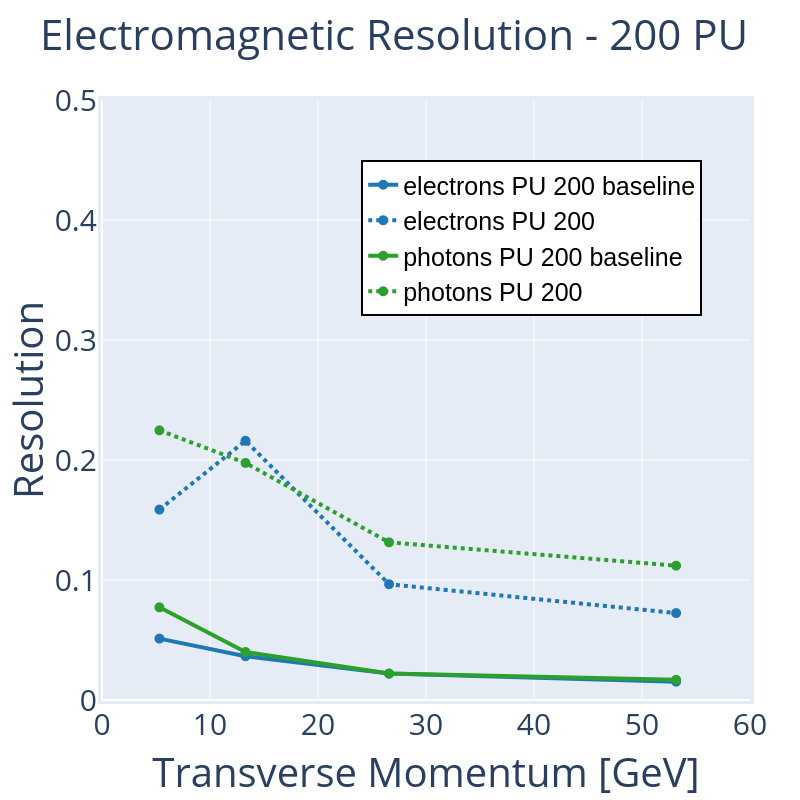 Electromagnetic Resolution - 200 PU
0.5
0.4
0.3
0.2
0.1
0
Resolution
electrons PU 200 baseline
electrons PU 200
photons PU 200 baseline
photons PU 200
0 10 20 30 40 50 60
Transverse Momentum [GeV]